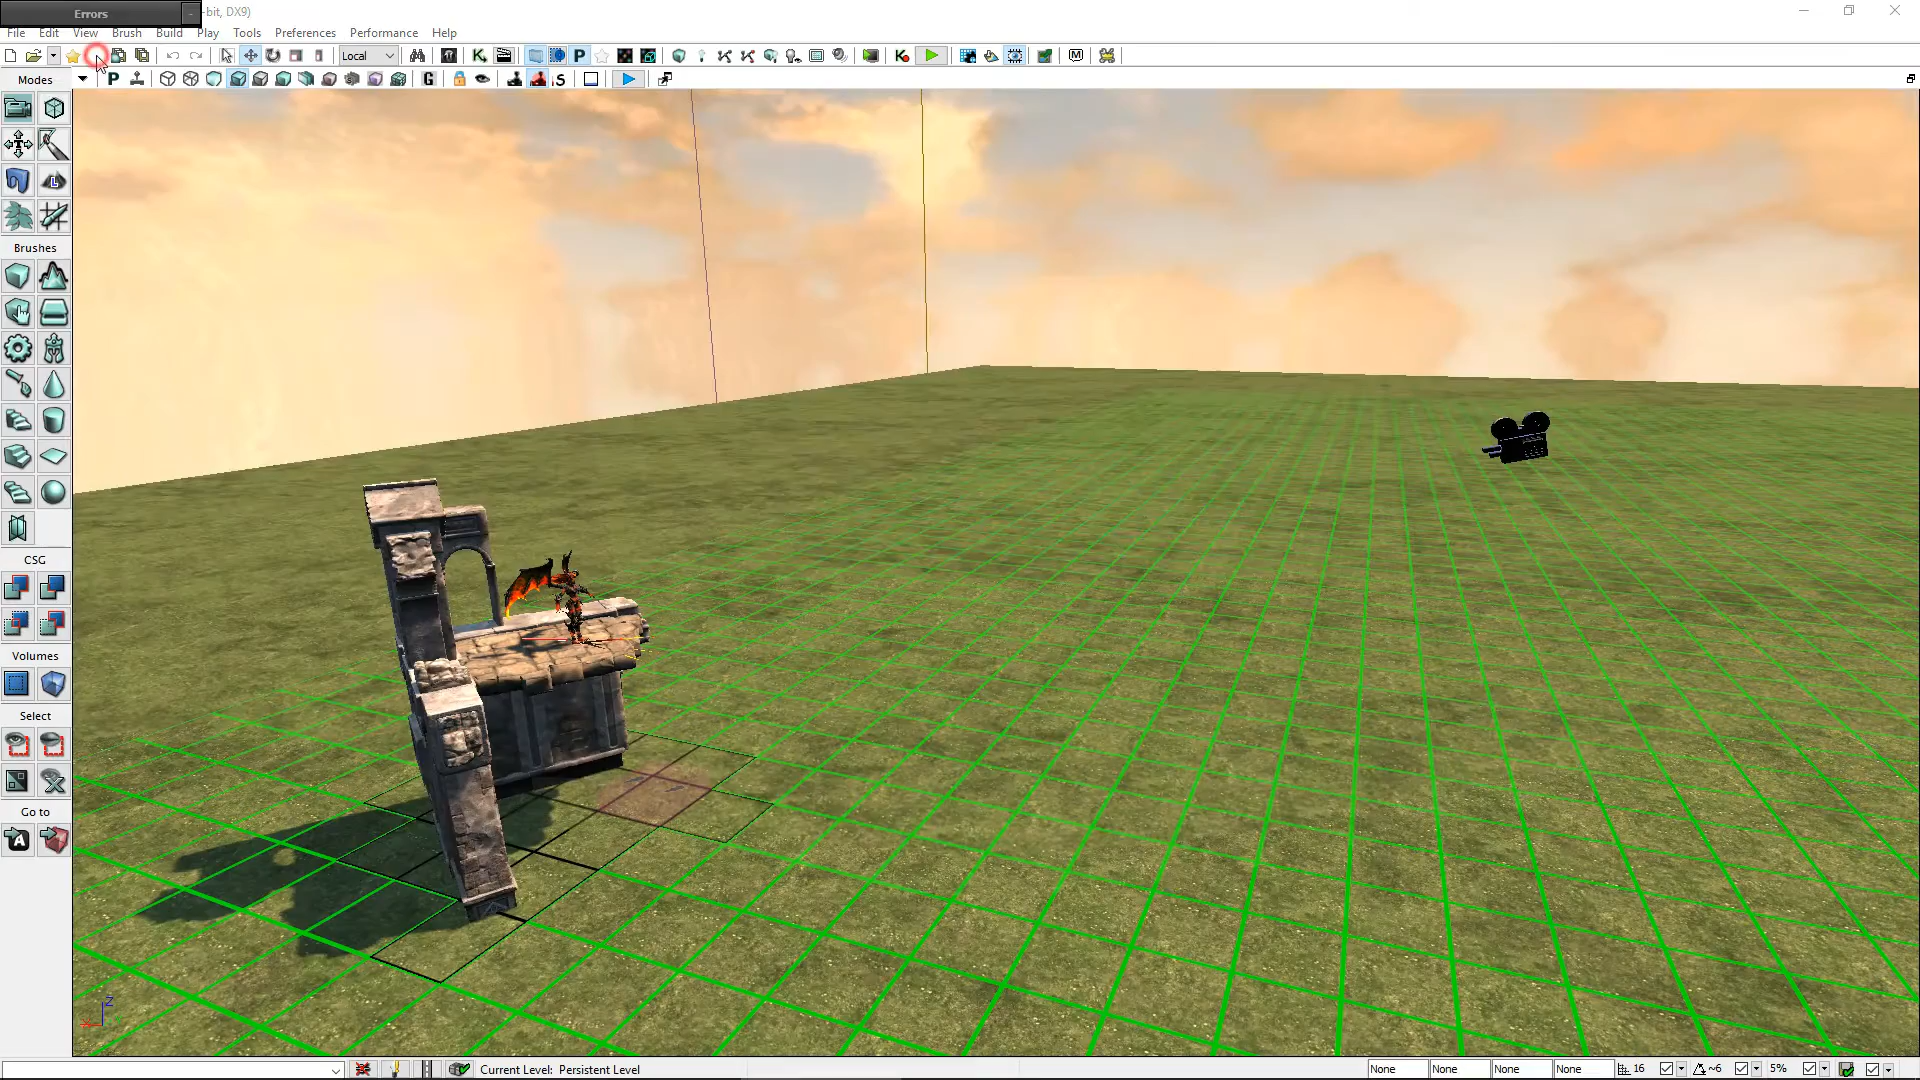 Errors
-bit, DX9)
File Edit View Brush Build Play Tools Preferences Performance Help
Local
Modes
P G S
Brushes
CSG
Volumes
Select
Go to
Z
Current Level: Persistent Level
None None None None 16 ~6 5%